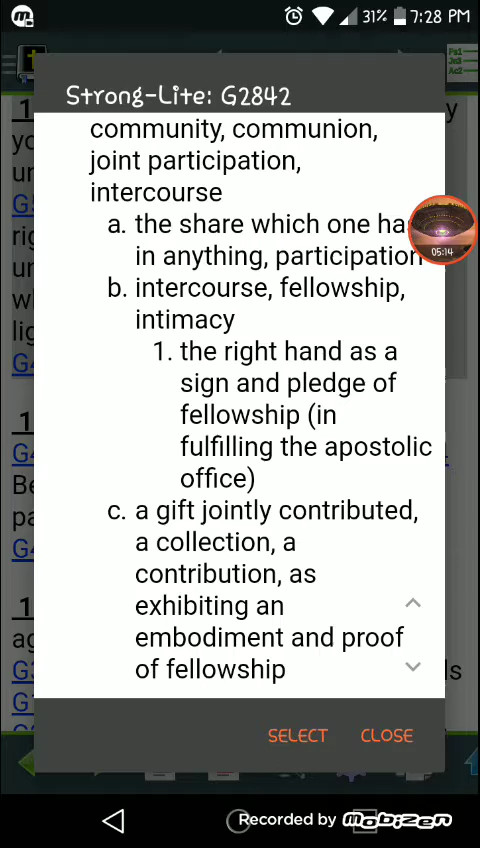 31% 7:28 PM
Ps1
Jn3
Ac2
Strong-Lite: G2842
community, communion,
joint participation,
intercourse
a. the share which one ha
in anything, participation
05:14
b. intercourse, fellowship,
intimacy
1. the right hand as a
sign and pledge of
fellowship (in
fulfilling the apostolic
office)
c. a gift jointly contributed,
a collection, a
contribution, as
exhibiting an
embodiment and proof
of fellowship
SELECT CLOSE
Recorded by Mobizen